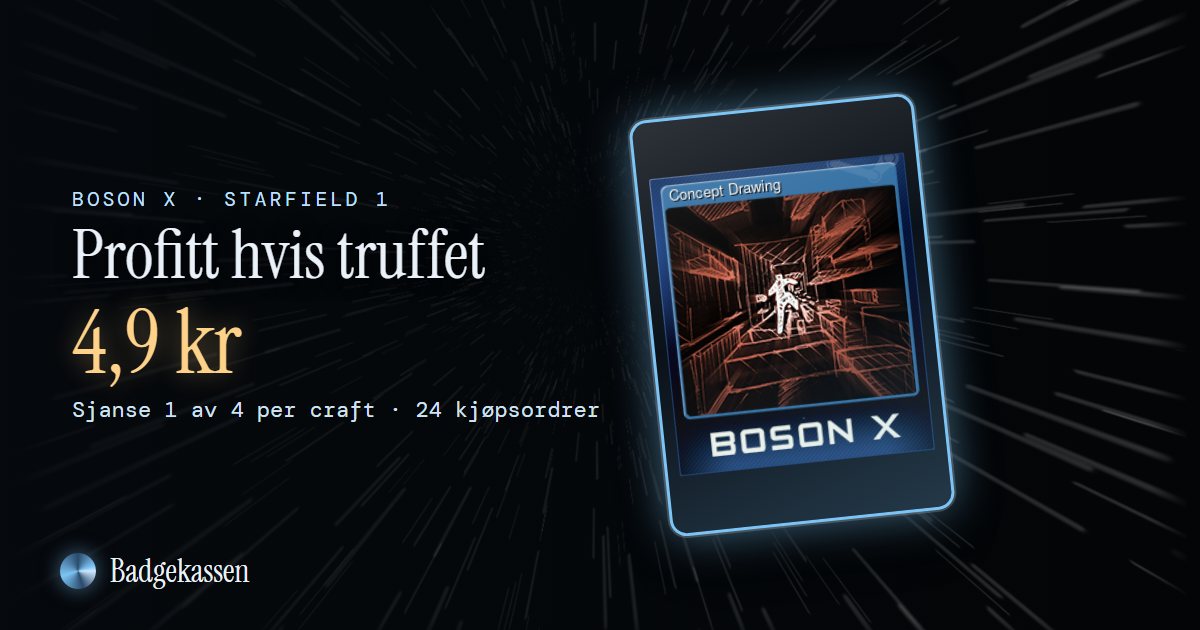 BOSON X · STARFIELD 1
Profitt hvis truffet
4,9 kr
Sjanse 1 av 4 per craft · 24 kjøpsordrer
Badgekassen
Concept Drawing
BOSON X